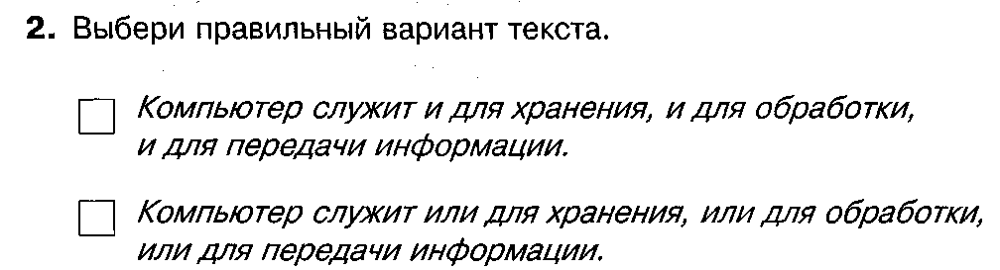 2. Выбери правильный вариант текста.
Компьютер служит и для хранения, и для обработки,
и для передачи информации.
Компьютер служит или для хранения, или для обработки,
или для передачи информации.